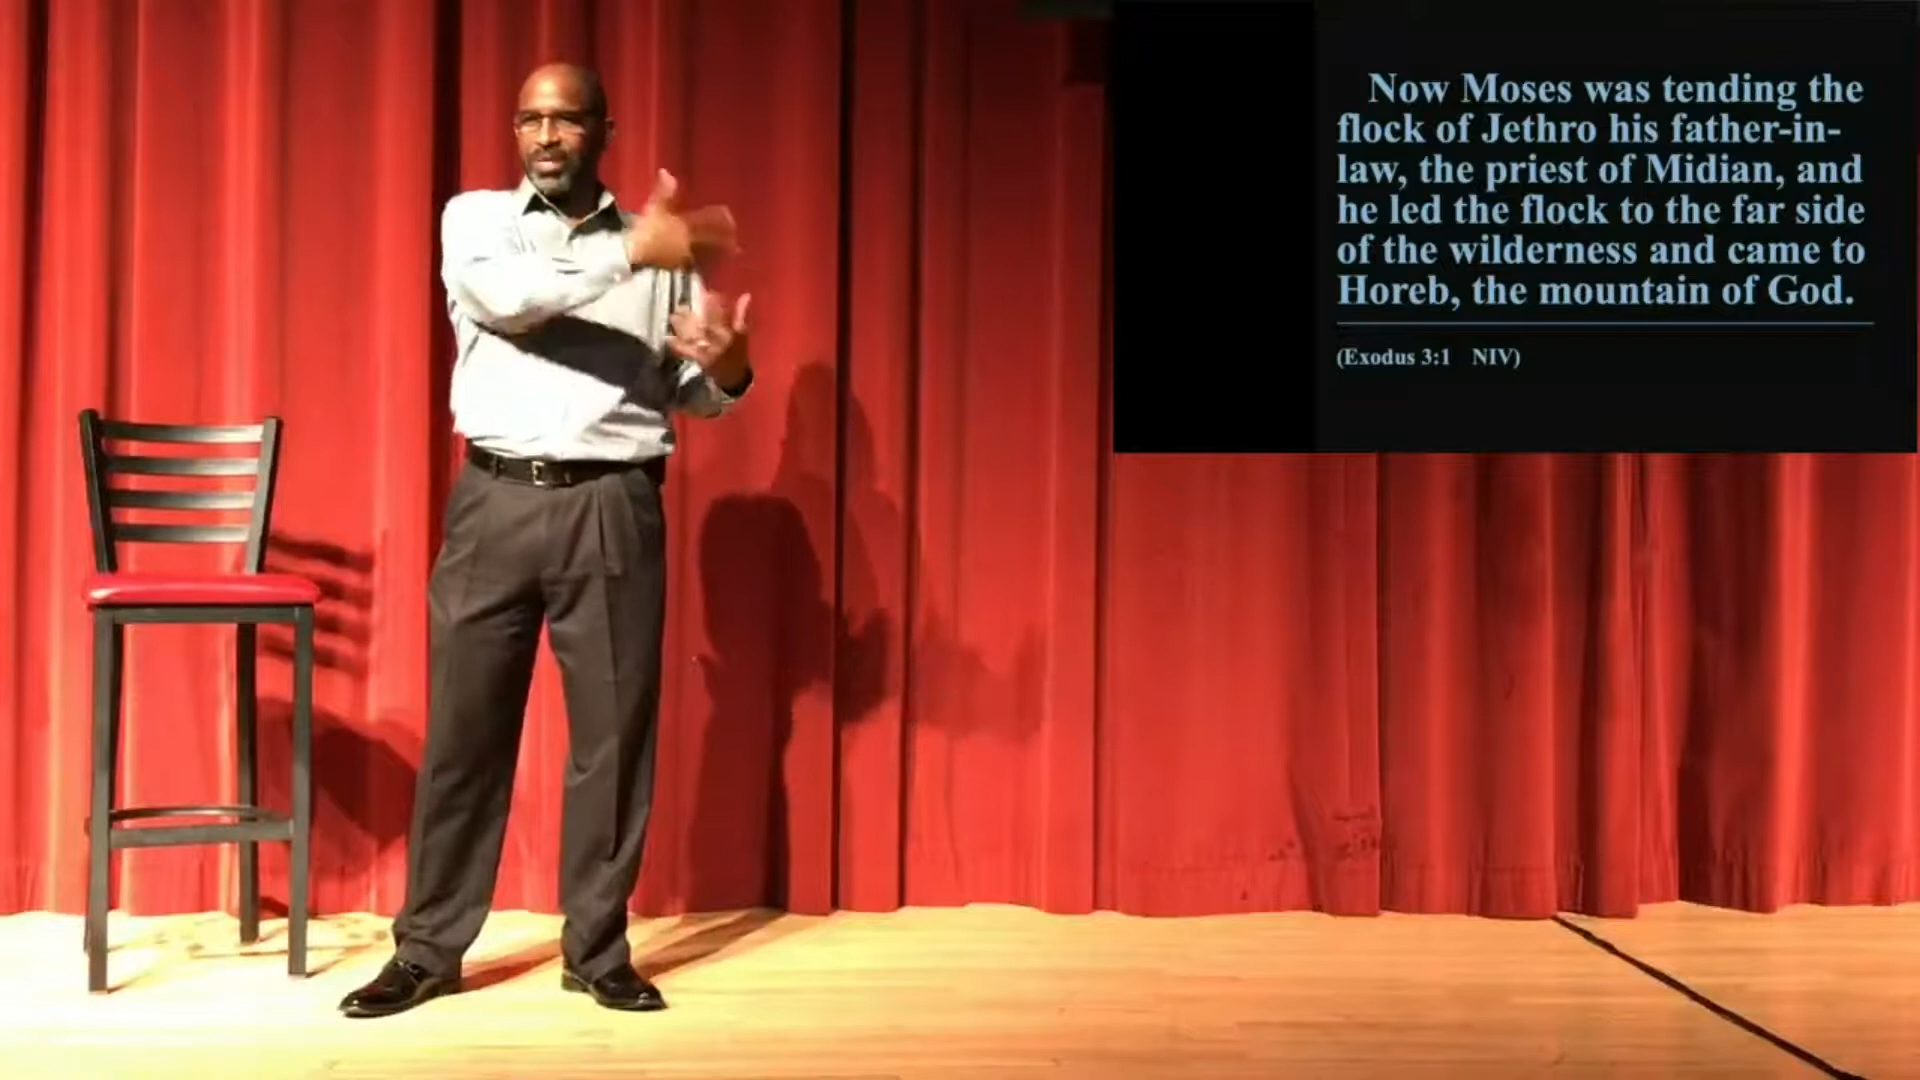 Now Moses was tending the
flock of Jethro his father-in-
law, the priest of Midian, and
he led the flock to the far side
of the wilderness and came to
Horeb, the mountain of God.
(Exodus 3:1 NIV)